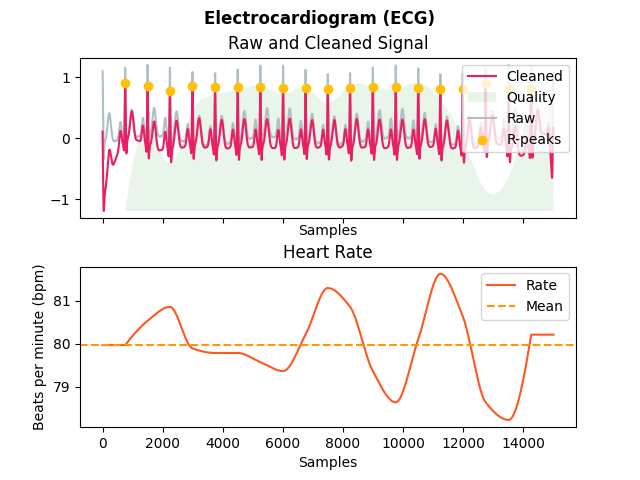 Electrocardiogram (ECG)
Raw and Cleaned Signal
1
0
−1
Cleaned
Quality
Raw
R-peaks
Samples
Heart Rate
Beats per minute (bpm)
81
80
79
Rate
Mean
0 2000 4000 6000 8000 10000 12000 14000
Samples